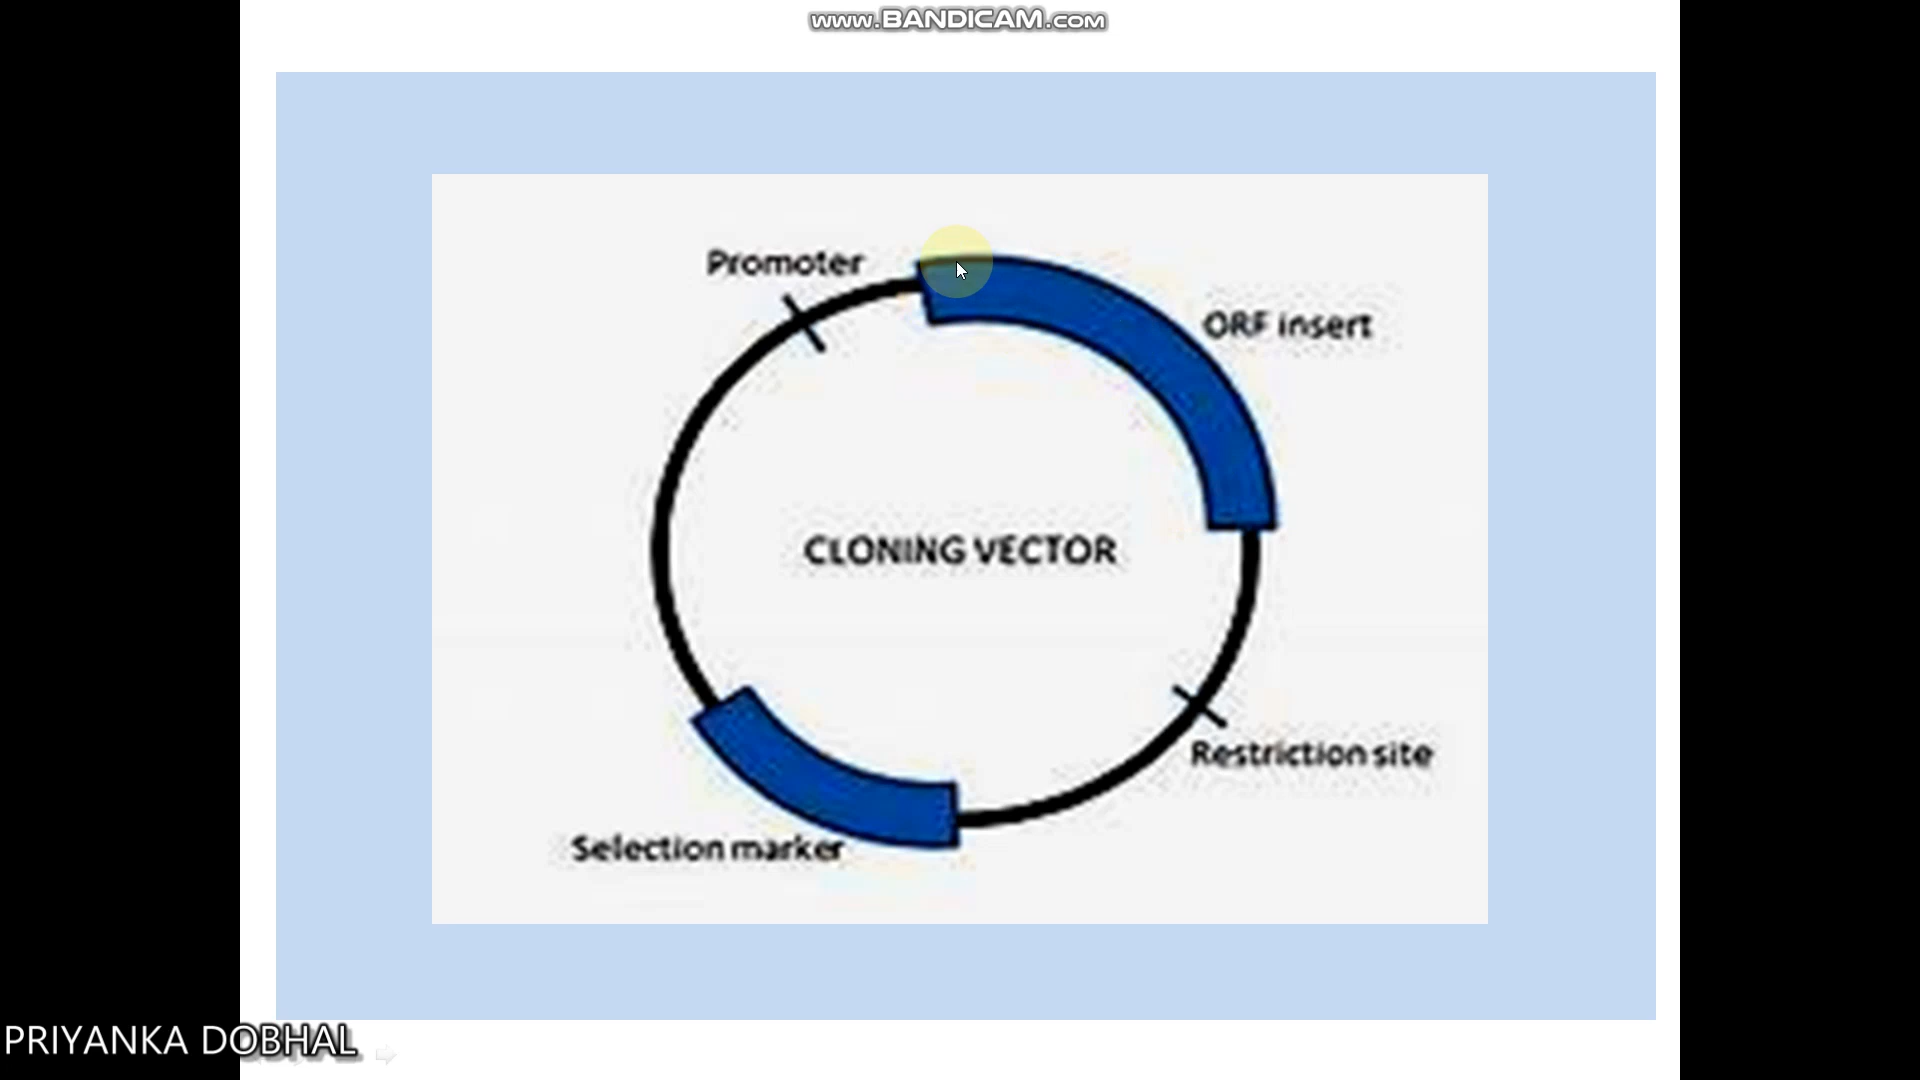 www.BANDICAM.com
Promoter
ORF insert
CLONING VECTOR
Restriction site
Selection marker
PRIYANKA DOBHAL